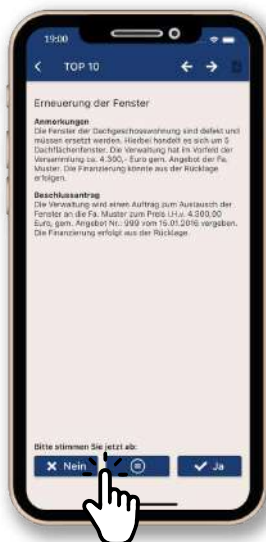 19:00
TOP 10
Erneuerung der Fenster
Anmerkungen
Die Fenster der Dachgeschosswohnung sind defekt und
müssen ersetzt werden. Hierbei handelt es sich um 5
Dachflächenfenster. Die Verwaltung hat im Vorfeld der
Versammlung ca. 4.300,- Euro gem. Angebot der Fa.
Muster. Die Finanzierung könnte aus der Rücklage
erfolgen.
Beschlussantrag
Die Verwaltung wird einen Auftrag zum Austausch der
Fenster an die Fa. Muster zum Preis i.H.v. 4.300,00
Euro, gem. Angebot Nr.: 999 vom 16.01.2016 vergeben.
Die Finanzierung erfolgt aus der Rücklage.
Bitte stimmen Sie jetzt ab:
Nein
Ja